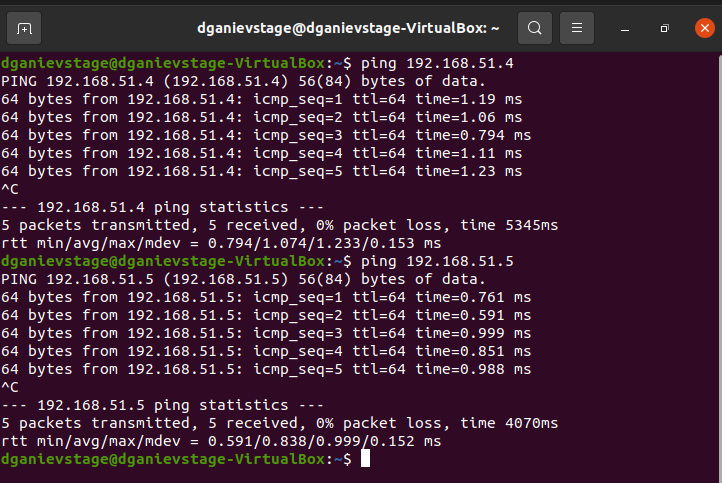 dganievstage@dganievstage-VirtualBox: ~
dganievstage@dganievstage-VirtualBox:~$ ping 192.168.51.4
PING 192.168.51.4 (192.168.51.4) 56(84) bytes of data.
64 bytes from 192.168.51.4: icmp_seq=1 ttl=64 time=1.19 ms
64 bytes from 192.168.51.4: icmp_seq=2 ttl=64 time=1.06 ms
64 bytes from 192.168.51.4: icmp_seq=3 ttl=64 time=0.794 ms
64 bytes from 192.168.51.4: icmp_seq=4 ttl=64 time=1.11 ms
64 bytes from 192.168.51.4: icmp_seq=5 ttl=64 time=1.23 ms
^C
--- 192.168.51.4 ping statistics ---
5 packets transmitted, 5 received, 0% packet loss, time 5345ms
rtt min/avg/max/mdev = 0.794/1.074/1.233/0.153 ms
dganievstage@dganievstage-VirtualBox:~$ ping 192.168.51.5
PING 192.168.51.5 (192.168.51.5) 56(84) bytes of data.
64 bytes from 192.168.51.5: icmp_seq=1 ttl=64 time=0.761 ms
64 bytes from 192.168.51.5: icmp_seq=2 ttl=64 time=0.591 ms
64 bytes from 192.168.51.5: icmp_seq=3 ttl=64 time=0.999 ms
64 bytes from 192.168.51.5: icmp_seq=4 ttl=64 time=0.851 ms
64 bytes from 192.168.51.5: icmp_seq=5 ttl=64 time=0.988 ms
^C
--- 192.168.51.5 ping statistics ---
5 packets transmitted, 5 received, 0% packet loss, time 4070ms
rtt min/avg/max/mdev = 0.591/0.838/0.999/0.152 ms
dganievstage@dganievstage-VirtualBox:~$